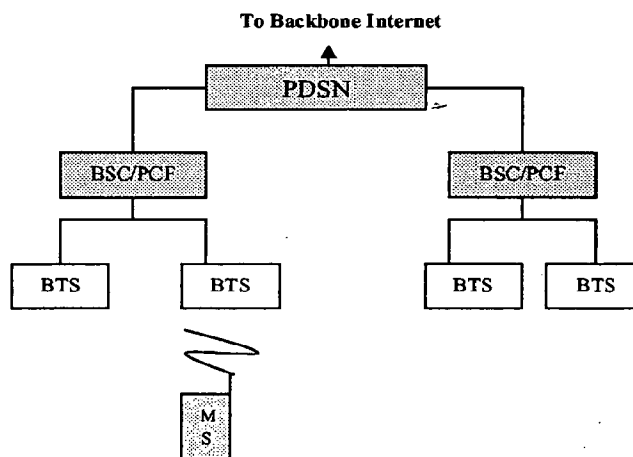 To Backbone Internet
PDSN
BSC/PCF
BSC/PCF
BTS
BTS
BTS
BTS
M
S